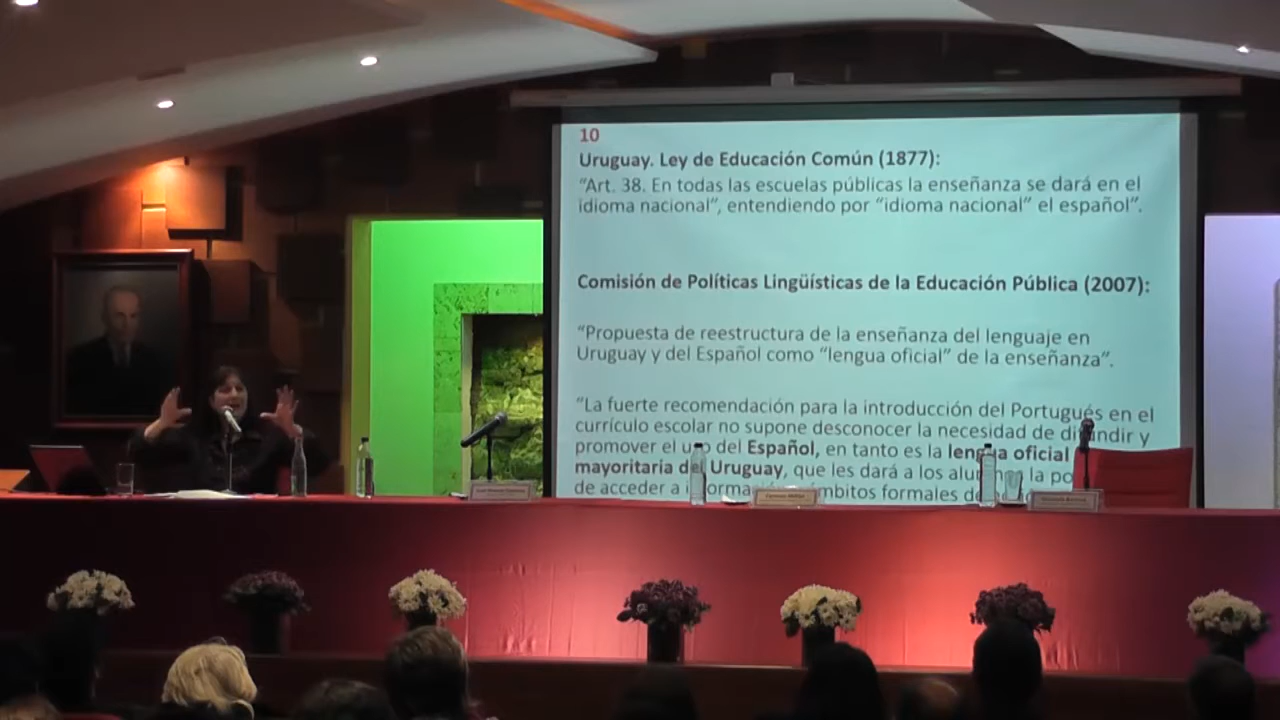 10
Uruguay. Ley de Educación Común (1877):
“Art. 38. En todas las escuelas públicas la enseñanza se dará en el
idioma nacional”, entendiendo por “idioma nacional” el español”.
Comisión de Políticas Lingüísticas de la Educación Pública (2007):
“Propuesta de reestructura de la enseñanza del lenguaje en
Uruguay y del Español como “lengua oficial” de la enseñanza”.
“La fuerte recomendación para la introducción del Portugués en el
currículo escolar no supone desconocer la necesidad de difundir y
promover el uso del Español, en tanto es la lengua oficial
mayoritaria del Uruguay, que les dará a los la
de acceder a ámbitos formales